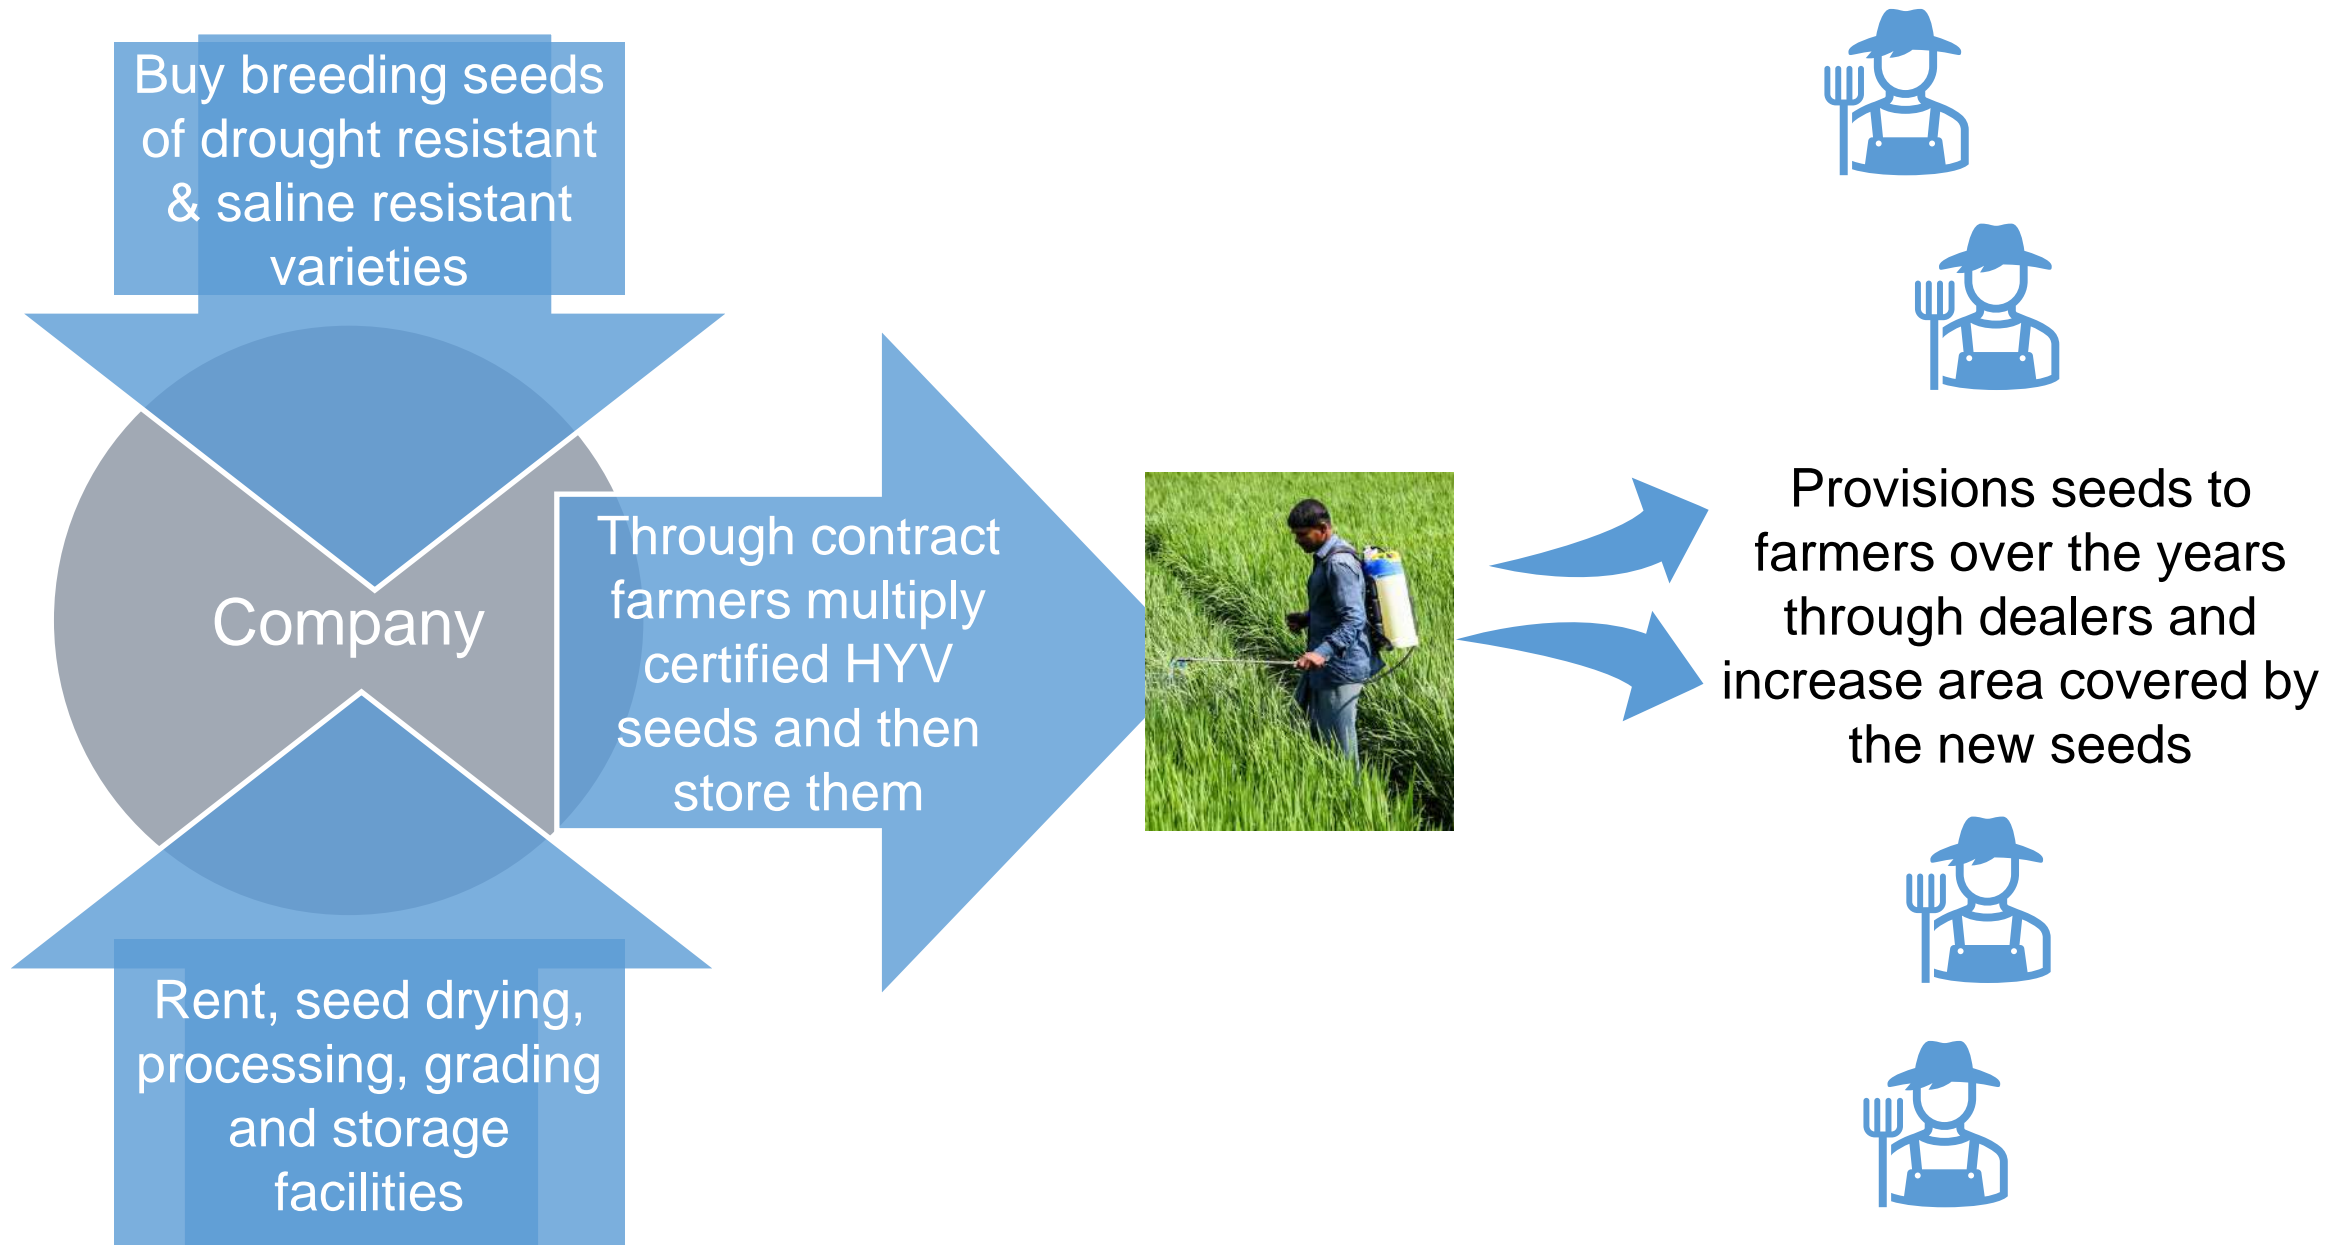 Buy breeding seeds
of drought resistant
& saline resistant
varieties
Company
Through contract
farmers multiply
certified HYV
seeds and then
store them
Rent, seed drying,
processing, grading
and storage
facilities
Provisions seeds to
farmers over the years
through dealers and
increase area covered by
the new seeds